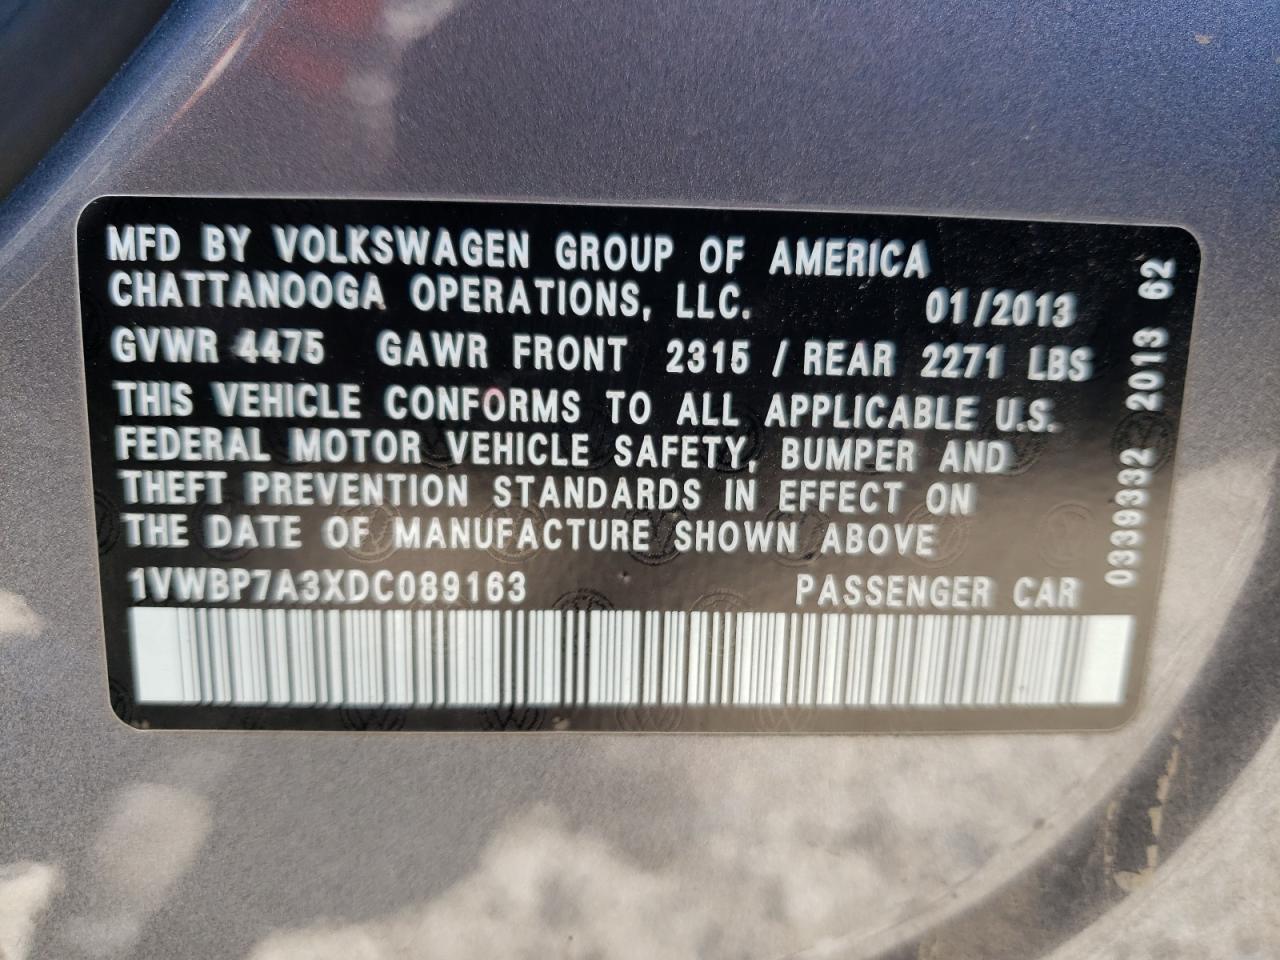 MFD BY VOLKSWAGEN GROUP OF AMERICA
CHATTANOOGA OPERATIONS, LLC. 01/2013
GVWR 4475 GAWR FRONT 2315 / REAR 2271 LBS
THIS VEHICLE CONFORMS TO ALL APPLICABLE U.S.
FEDERAL MOTOR VEHICLE SAFETY, BUMPER AND
THEFT PREVENTION STANDARDS IN EFFECT ON
THE DATE OF MANUFACTURE SHOWN ABOVE
1VWBP7A3XDC089163 PASSENGER CAR
0339332 2013 62